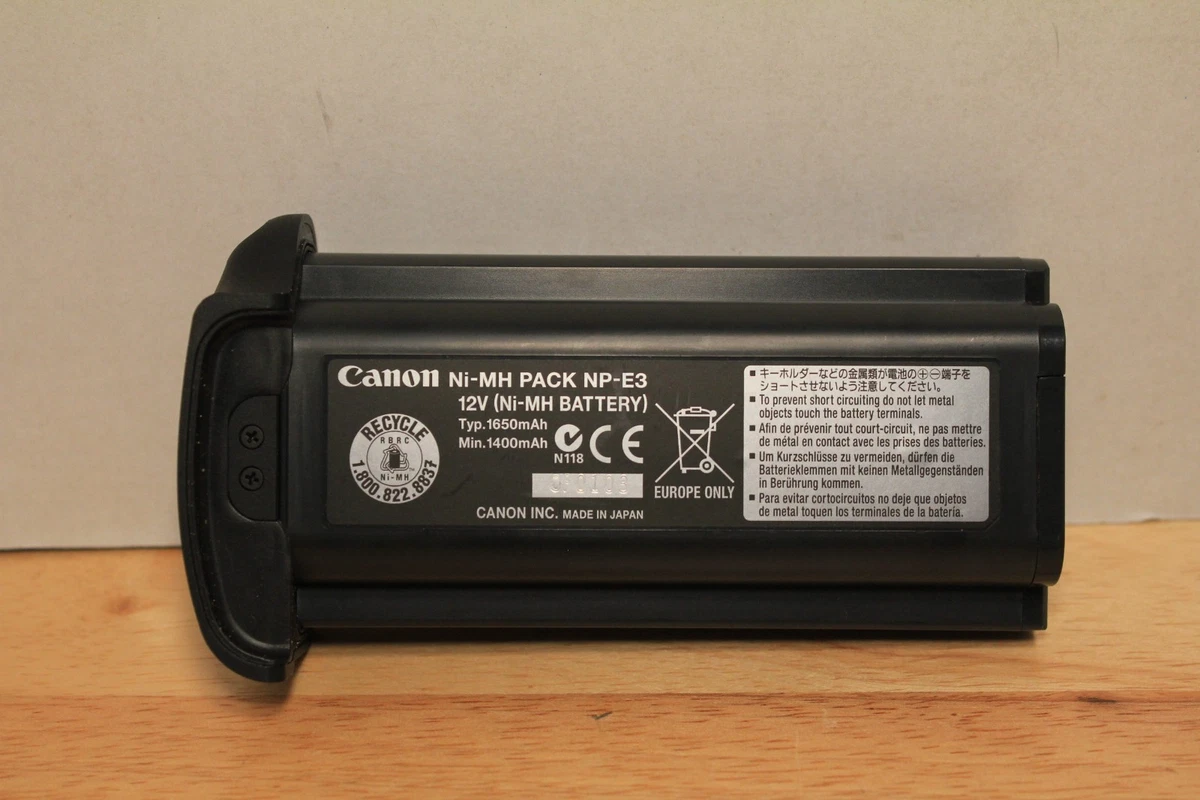 Canon Ni-MH PACK NP-E3
12V (Ni-MH BATTERY)
Typ.1650mAh
Min.1400mAh
N118
CE
RECYCLE
RBRC
Ni-MH
1.800.822.8837
EUROPE ONLY
CANON INC. MADE IN JAPAN
■ キーホルダーなどの金属類が電池の⊕⊖端子を
ショートさせないよう注意してください。
■ To prevent short circuiting do not let metal
objects touch the battery terminals.
■ Afin de prévenir tout court-circuit, ne pas mettre
de métal en contact avec les prises des batteries.
■ Um Kurzschlüsse zu vermeiden, dürfen die
Batterieklemmen mit keinen Metallgegenständen
in Berührung kommen.
■ Para evitar cortocircuitos no deje que objetos
de metal toquen los terminales de la batería.